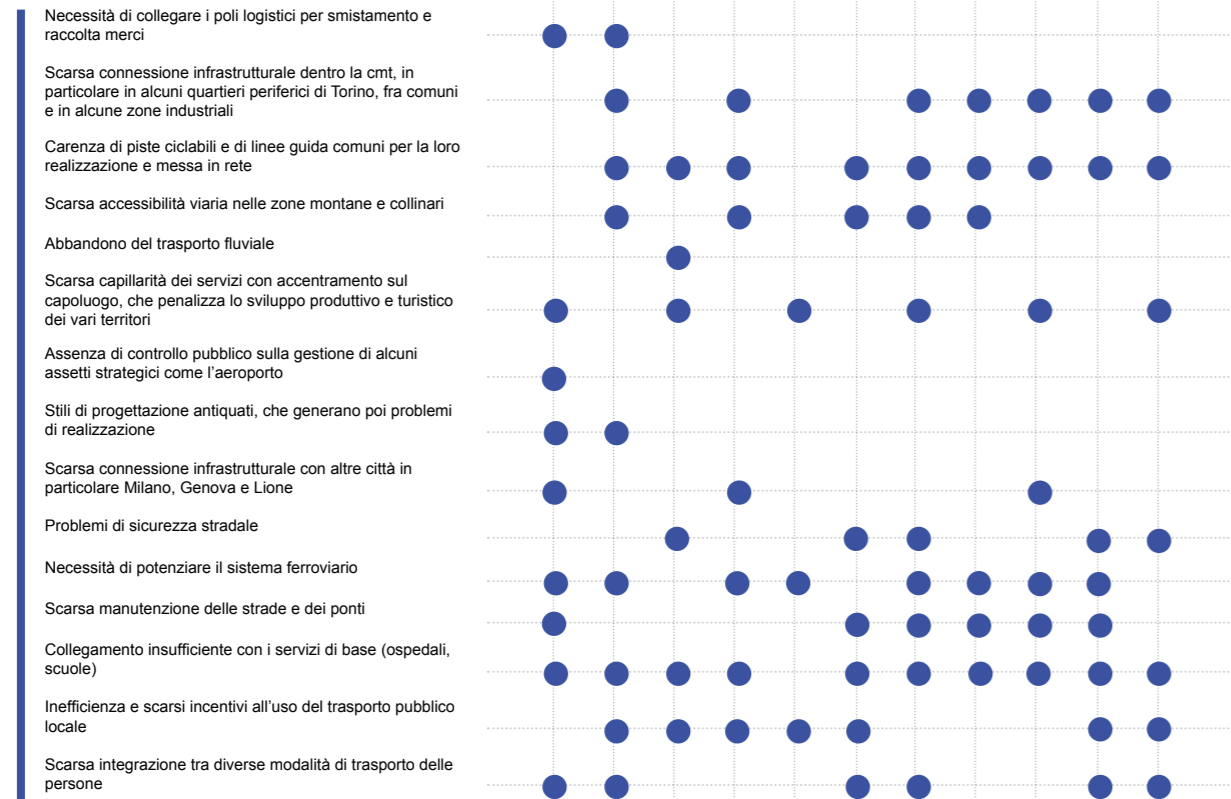 Necessità di collegare i poli logistici per smistamento e
raccolta merci
Scarsa connessione infrastrutturale dentro la cmt, in
particolare in alcuni quartieri periferici di Torino, fra comuni
e in alcune zone industriali
Carenza di piste ciclabili e di linee guida comuni per la loro
realizzazione e messa in rete
Scarsa accessibilità viaria nelle zone montane e collinari
Abbandono del trasporto fluviale
Scarsa capillarità dei servizi con accentramento sul
capoluogo, che penalizza lo sviluppo produttivo e turistico
dei vari territori
Assenza di controllo pubblico sulla gestione di alcuni
assetti strategici come l’aeroporto
Stili di progettazione antiquati, che generano poi problemi
di realizzazione
Scarsa connessione infrastrutturale con altre città in
particolare Milano, Genova e Lione
Problemi di sicurezza stradale
Necessità di potenziare il sistema ferroviario
Scarsa manutenzione delle strade e dei ponti
Collegamento insufficiente con i servizi di base (ospedali,
scuole)
Inefficienza e scarsi incentivi all’uso del trasporto pubblico
locale
Scarsa integrazione tra diverse modalità di trasporto delle
persone